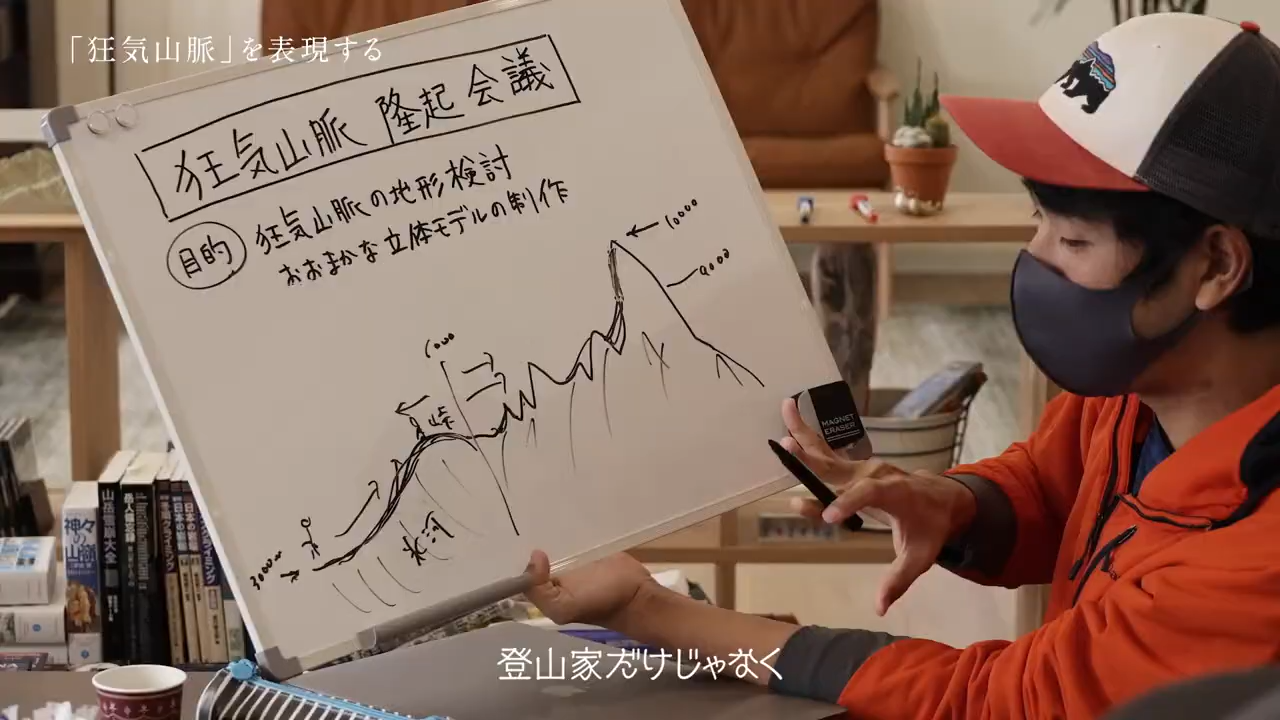 「狂気山脈」を表現する
狂気山脈 隆起会議
目的 狂気山脈の地形検討
おおまかな立体モデルの制作
10000
9000
峠
氷河
3000m
MAGNET
ERASER
神々の山嶺
登山家だけじゃなく